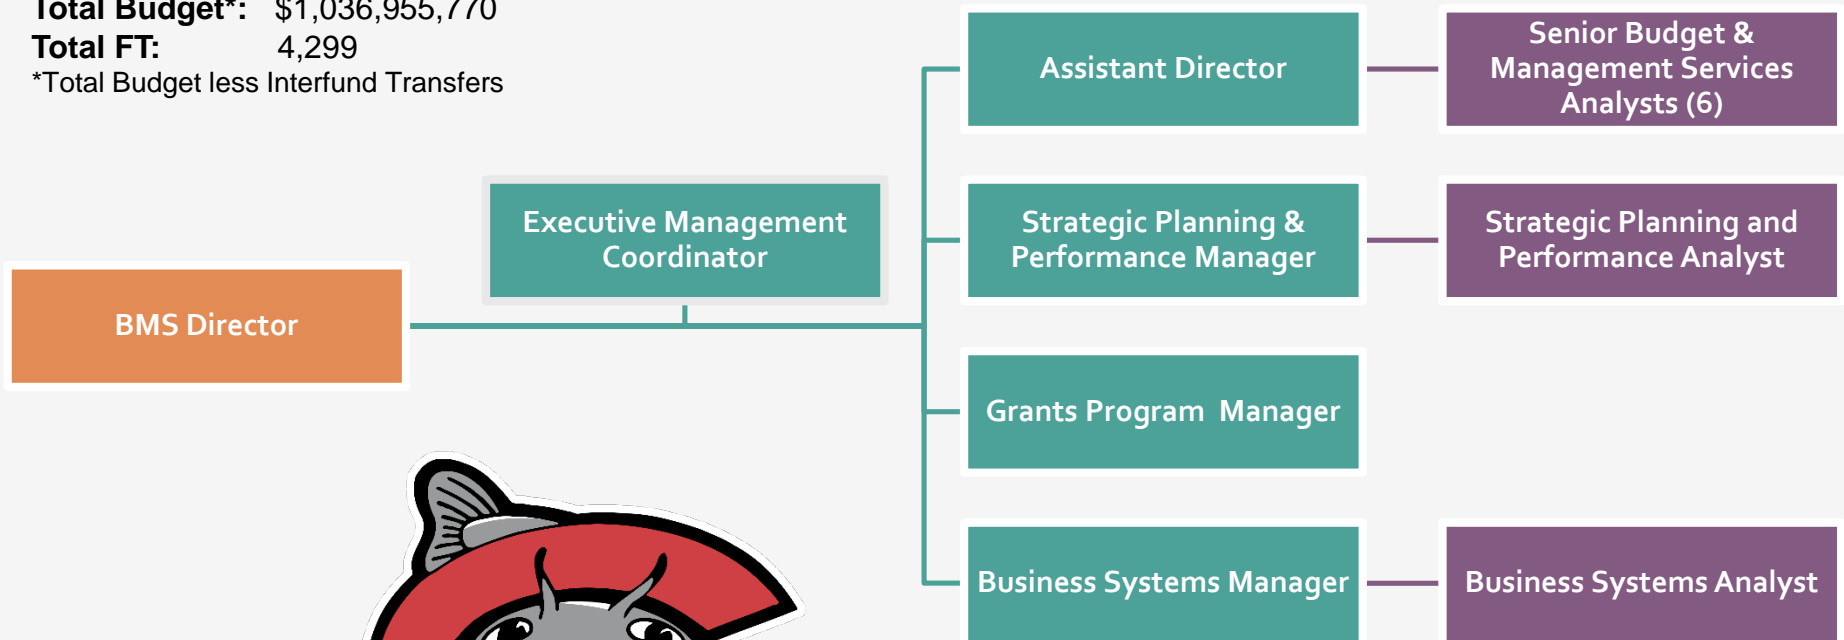 Total Budget*: $1,036,955,770
Total FT: 4,299
*Total Budget less Interfund Transfers
Assistant Director
Senior Budget &
Management Services
Analysts (6)
Executive Management
Coordinator
Strategic Planning &
Performance Manager
Strategic Planning and
Performance Analyst
BMS Director
Grants Program  Manager
Business Systems Manager
Business Systems Analyst